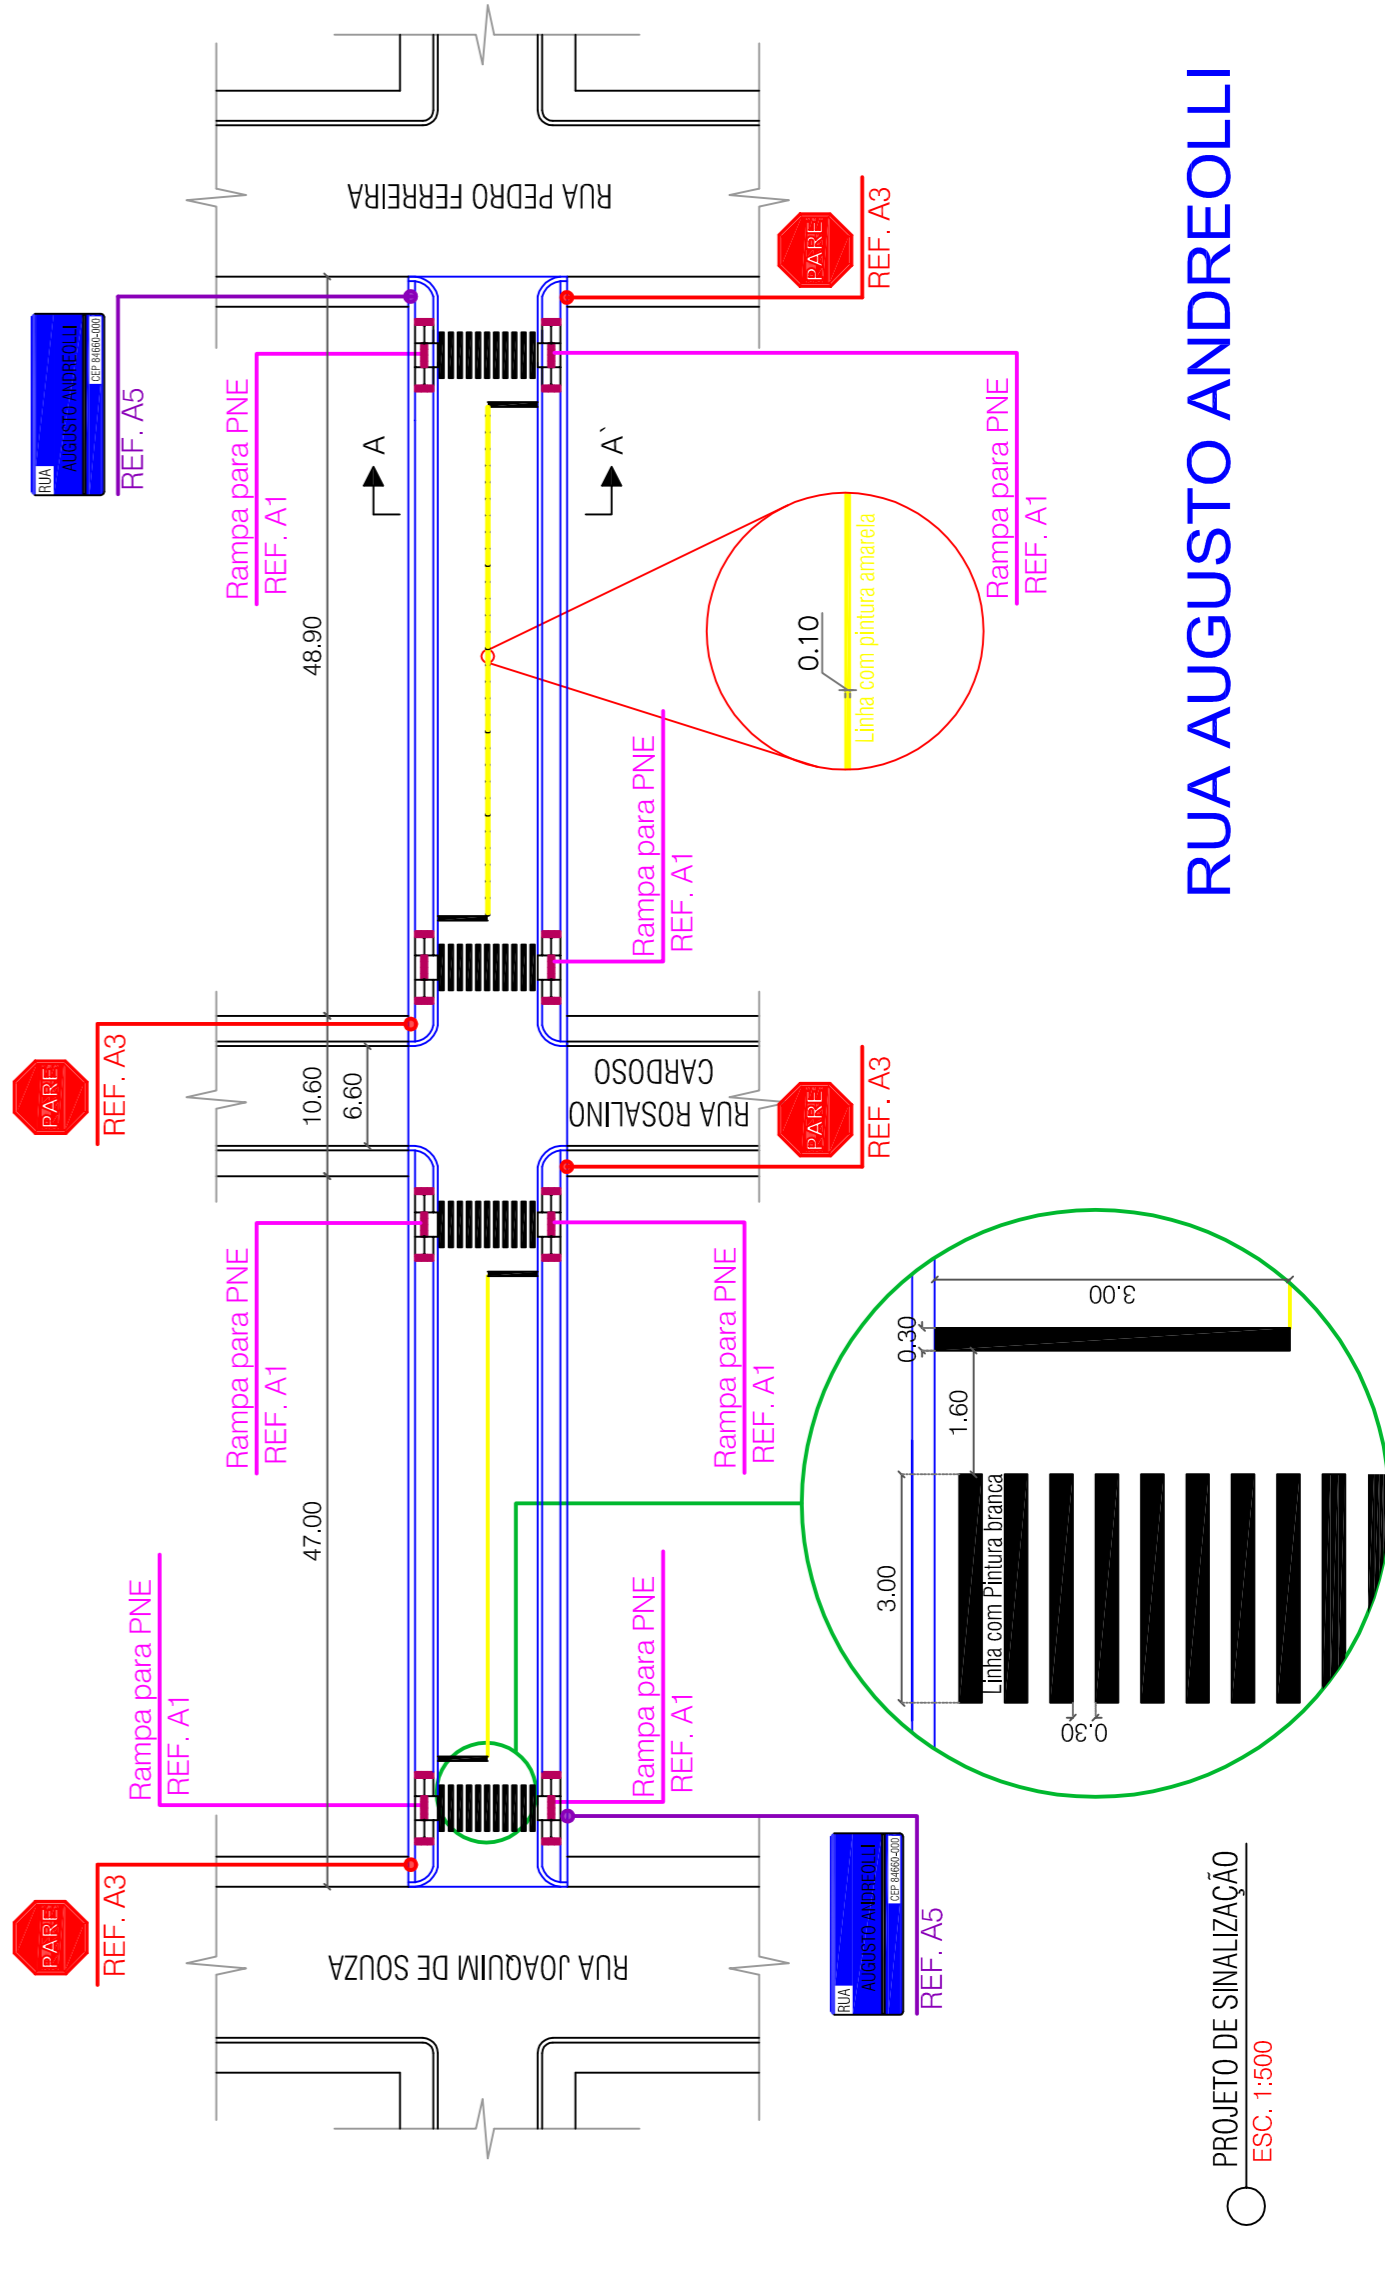 RUA
AUGUSTO ANDREOLLI
CEP 84660-000
REF. A5
PARE
REF. A3
PARE
REF. A3
Rampa para PNE
REF. A1
Rampa para PNE
REF. A1
Rampa para PNE
REF. A1
47.00
10.60
6.60
48.90
A
A`
RUA JOAQUIM DE SOUZA
RUA ROSALINO
CARDOSO
RUA PEDRO FERREIRA
Rampa para PNE
REF. A1
Rampa para PNE
REF. A1
Rampa para PNE
REF. A1
Rampa para PNE
REF. A1
PARE
REF. A3
PARE
REF. A3
RUA
AUGUSTO ANDREOLLI
CEP 84660-000
REF. A5
0.10
Linha com pintura amarela
3.00
0.30
1.60
Linha com Pintura branca
0.30
3.00
RUA AUGUSTO ANDREOLLI
PROJETO DE SINALIZAÇÃO
ESC. 1:500